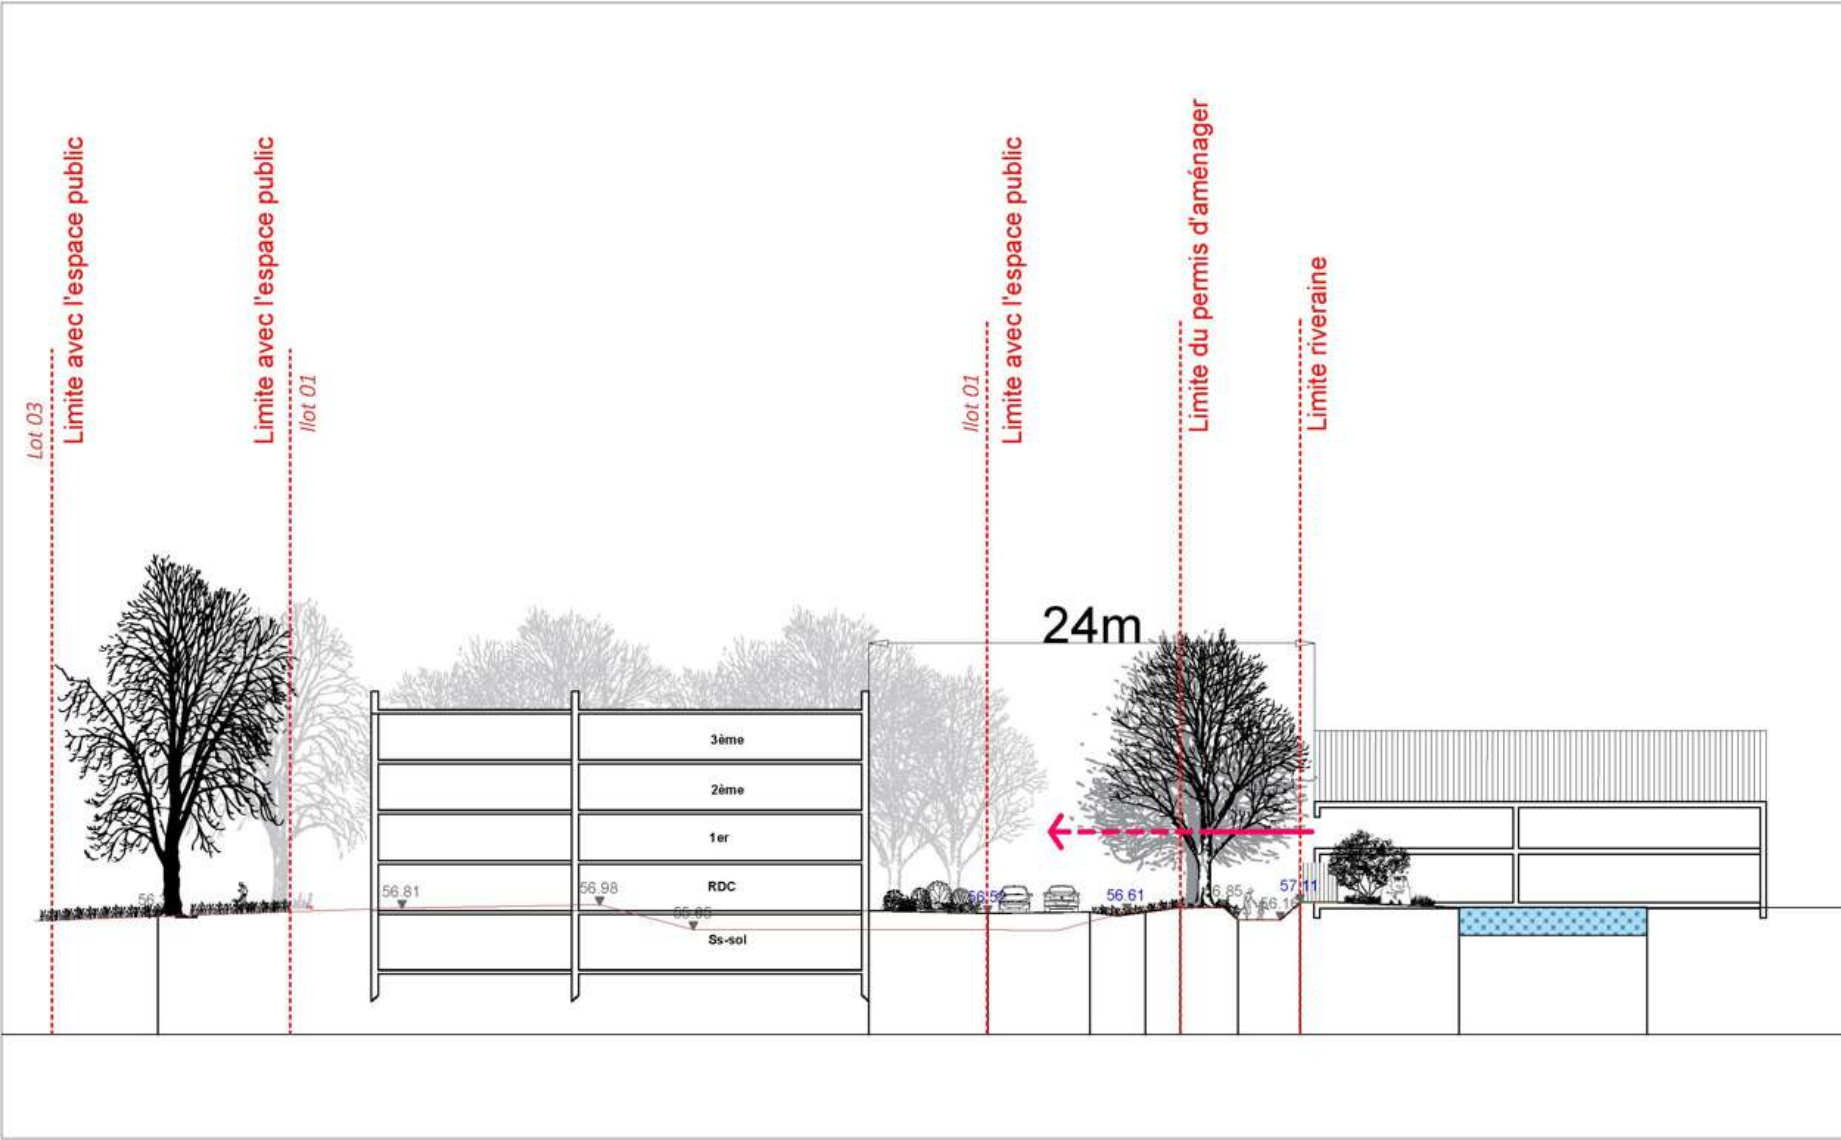 Lot 03
Limite avec l'espace public
Limite avec l'espace public
Ilot 01
Ilot 01
Limite avec l'espace public
Limite du permis d'aménager
Limite riveraine
24m
3ème
2ème
1er
RDC
Ss-sol
56.81
56.98
56.52
56.61
57.11